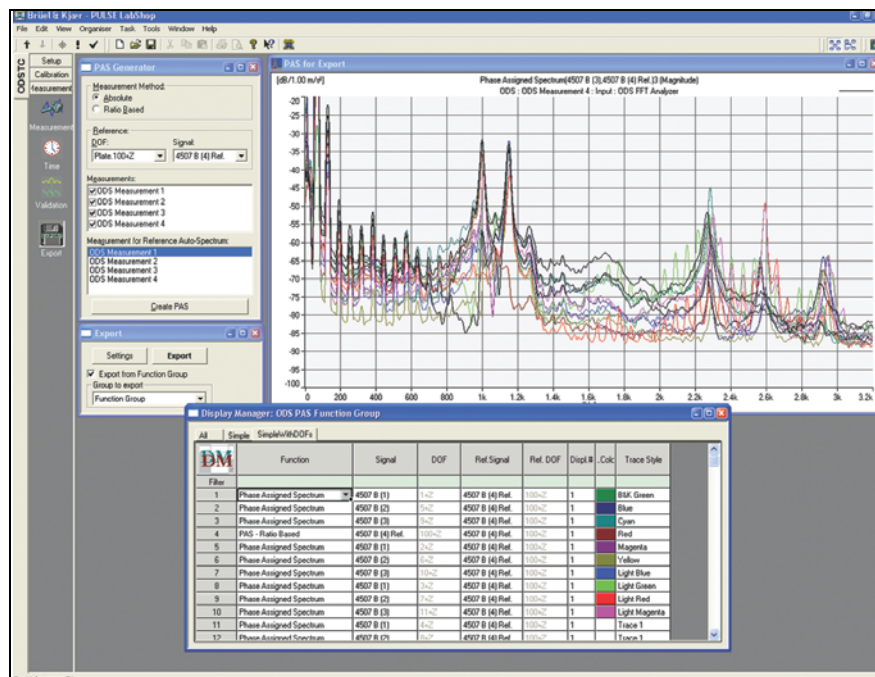 Brüel & Kjær - PULSE LabShop
File Edit View Organiser Task Tools Window Help
ODSTC
Setup
Calibration
Measurement
Measurement
Time
Validation
Export
PAS Generator
Measurement Method:
Absolute
Ratio Based
Reference:
DOF: Signal:
Plate.100+Z 4507 B (4) Ref.
Measurements:
ODS Measurement 1
ODS Measurement 2
ODS Measurement 3
ODS Measurement 4
Measurement for Reference Auto-Spectrum:
ODS Measurement 1
ODS Measurement 2
ODS Measurement 3
ODS Measurement 4
Create PAS
Export
Settings Export
Export from Function Group
Group to export
Function Group
PAS for Export
[dB/1.00 m/s²] Phase Assigned Spectrum(4507 B (3),4507 B (4) Ref.)3 (Magnitude)
ODS : ODS Measurement 4 : Input : ODS FFT Analyzer
-20
-25
-30
-35
-40
-45
-50
-55
-60
-65
-70
-75
-80
-85
-90
-95
-100
0 200 400 600 800 1k 1.2k 1.4k 1.6k 1.8k 2k 2.2k 2.4k 2.6k 2.8k 3k 3.2k
Display Manager: ODS PAS Function Group
All Simple SimpleWithDOFs
DM Function Signal DOF Ref.Signal Ref. DOF Displ.# ..Colc Trace Style
Filter
1 Phase Assigned Spectrum 4507 B (1) 1+Z 4507 B (4) Ref. 100+Z 1 B&K Green
2 Phase Assigned Spectrum 4507 B (2) 5+Z 4507 B (4) Ref. 100+Z 1 Blue
3 Phase Assigned Spectrum 4507 B (3) 9+Z 4507 B (4) Ref. 100+Z 1 Cyan
4 PAS - Ratio Based 4507 B (4) Ref. 100+Z 4507 B (4) Ref. 100+Z 1 Red
5 Phase Assigned Spectrum 4507 B (1) 2+Z 4507 B (4) Ref. 100+Z 1 Magenta
6 Phase Assigned Spectrum 4507 B (2) 6+Z 4507 B (4) Ref. 100+Z 1 Yellow
7 Phase Assigned Spectrum 4507 B (3) 10+Z 4507 B (4) Ref. 100+Z 1 Light Blue
8 Phase Assigned Spectrum 4507 B (1) 3+Z 4507 B (4) Ref. 100+Z 1 Light Green
9 Phase Assigned Spectrum 4507 B (2) 7+Z 4507 B (4) Ref. 100+Z 1 Light Red
10 Phase Assigned Spectrum 4507 B (3) 11+Z 4507 B (4) Ref. 100+Z 1 Light Magenta
11 Phase Assigned Spectrum 4507 B (1) 4+Z 4507 B (4) Ref. 100+Z 1 Trace 1
12 Phase Assigned Spectrum 4507 B (2) 8+Z 4507 B (4) Ref. 100+Z 1 Trace 1